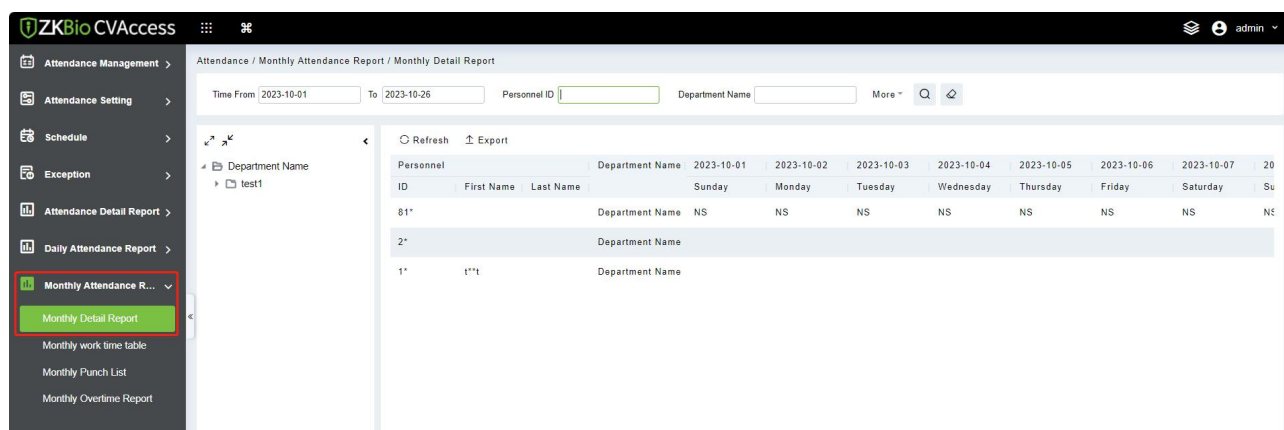 ZKBio CVAccess
admin
Attendance Management
Attendance Setting
Schedule
Exception
Attendance Detail Report
Daily Attendance Report
Monthly Attendance R...
Monthly Detail Report
Monthly work time table
Monthly Punch List
Monthly Overtime Report
Attendance / Monthly Attendance Report / Monthly Detail Report
Time From 2023-10-01 To 2023-10-26 Personnel ID Department Name More
Department Name
test1
Refresh Export
Personnel Department Name 2023-10-01 2023-10-02 2023-10-03 2023-10-04 2023-10-05 2023-10-06 2023-10-07 20
ID First Name Last Name Sunday Monday Tuesday Wednesday Thursday Friday Saturday Su
81* Department Name NS NS NS NS NS NS NS NS
2* Department Name
1* t**t Department Name